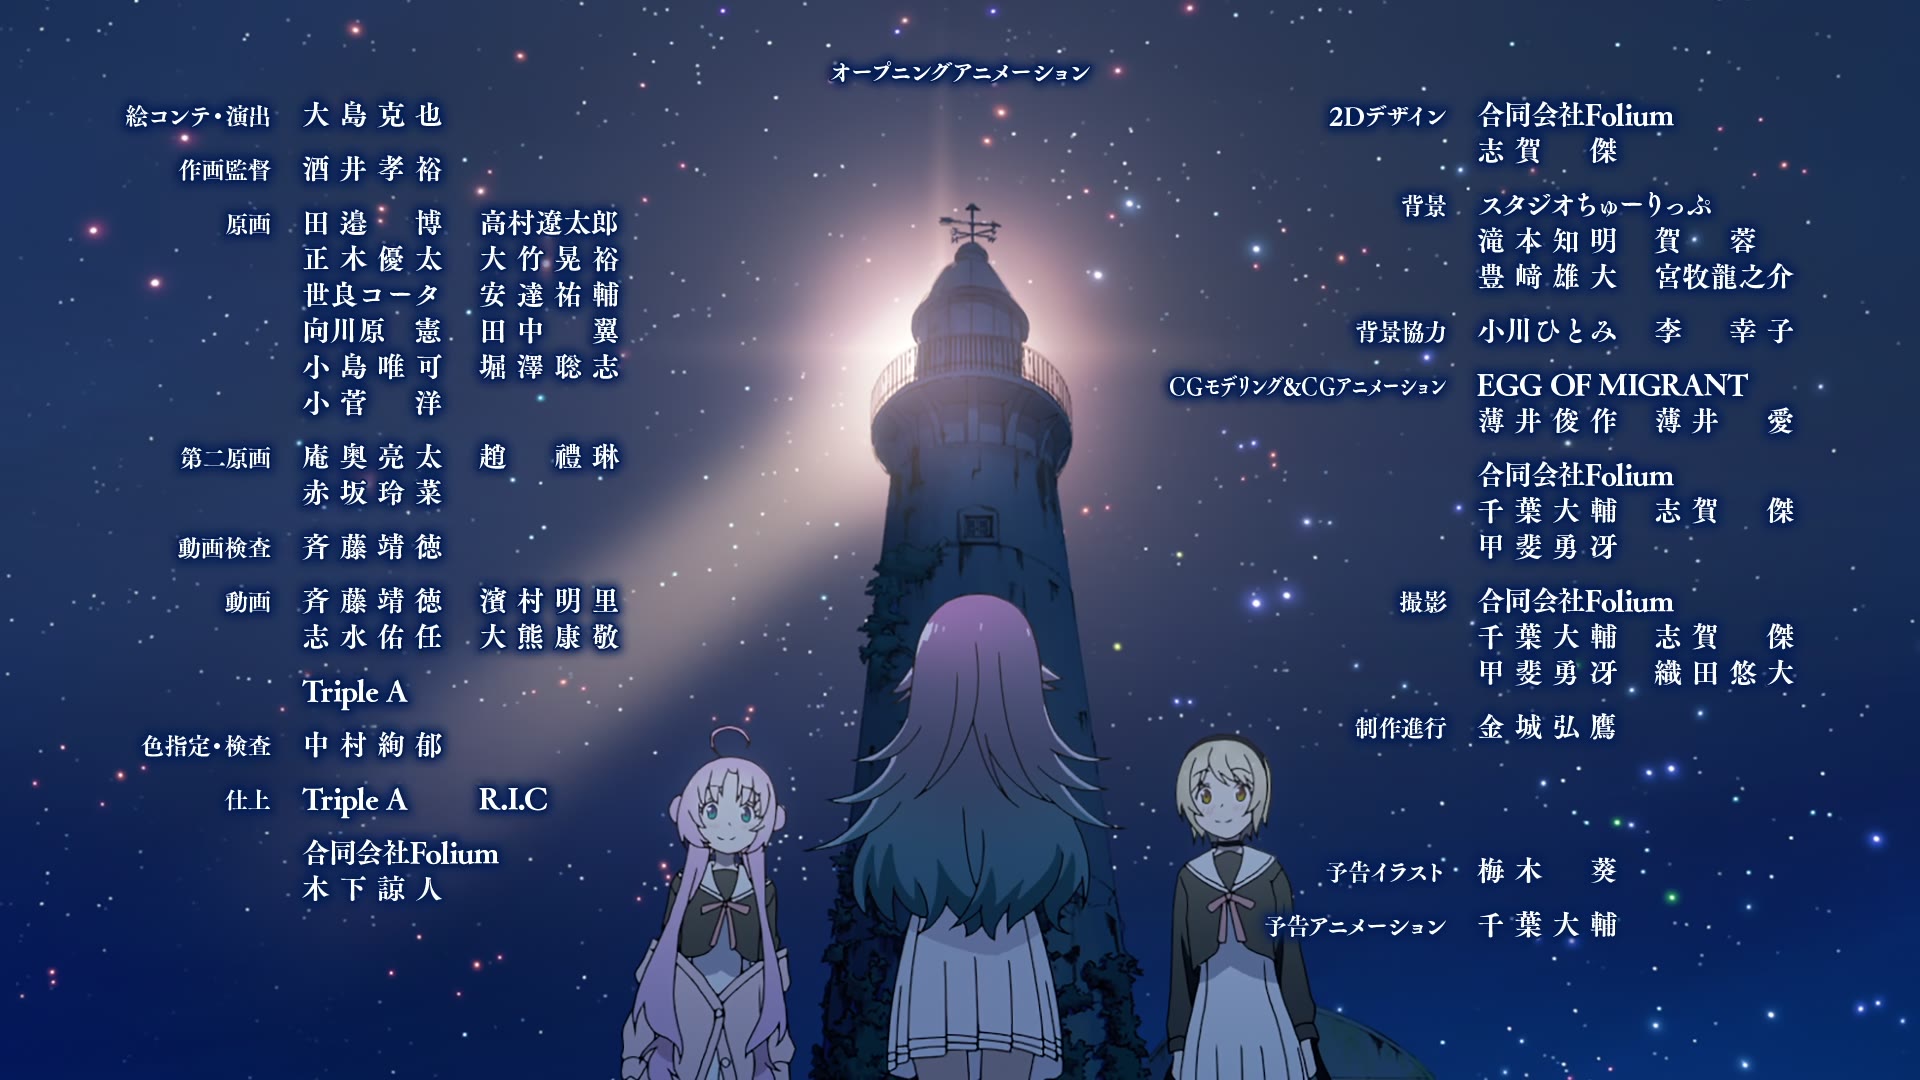 オープニングアニメーション
絵コンテ・演出 大島克也
作画監督 酒井孝裕
原画 田邉 博 高村遼太郎
正木優太 大竹晃裕
世良コータ 安達祐輔
向川原 憲 田中 翼
小島唯可 堀澤聡志
小菅 洋
第二原画 庵奥亮太 趙 禮琳
赤坂玲菜
動画検査 斉藤靖徳
動画 斉藤靖徳 濱村明里
志水佑任 大熊康敬
Triple A
色指定・検査 中村絢郁
仕上 Triple A R.I.C
合同会社Folium
木下諒人
2Dデザイン 合同会社Folium
志賀 傑
背景 スタジオちゅーりっぷ
滝本知明 賀 蓉
豊﨑雄大 宮牧龍之介
背景協力 小川ひとみ 李 幸子
CGモデリング&CGアニメーション EGG OF MIGRANT
薄井俊作 薄井 愛
合同会社Folium
千葉大輔 志賀 傑
甲斐勇冴
撮影 合同会社Folium
千葉大輔 志賀 傑
甲斐勇冴 織田悠大
制作進行 金城弘鷹
予告イラスト 梅木 葵
予告アニメーション 千葉大輔